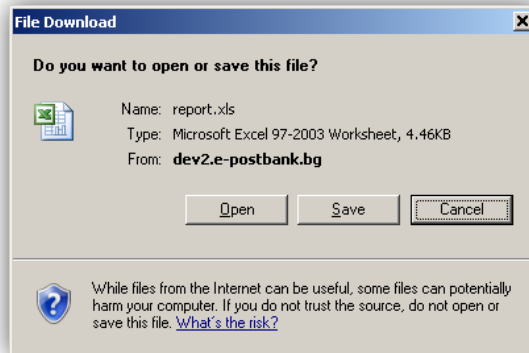 File Download
Do you want to open or save this file?
Name: report.xls
Type: Microsoft Excel 97-2003 Worksheet, 4.46KB
From: dev2.e-postbank.bg
Open Save Cancel
While files from the Internet can be useful, some files can potentially
harm your computer. If you do not trust the source, do not open or
save this file. What's the risk?